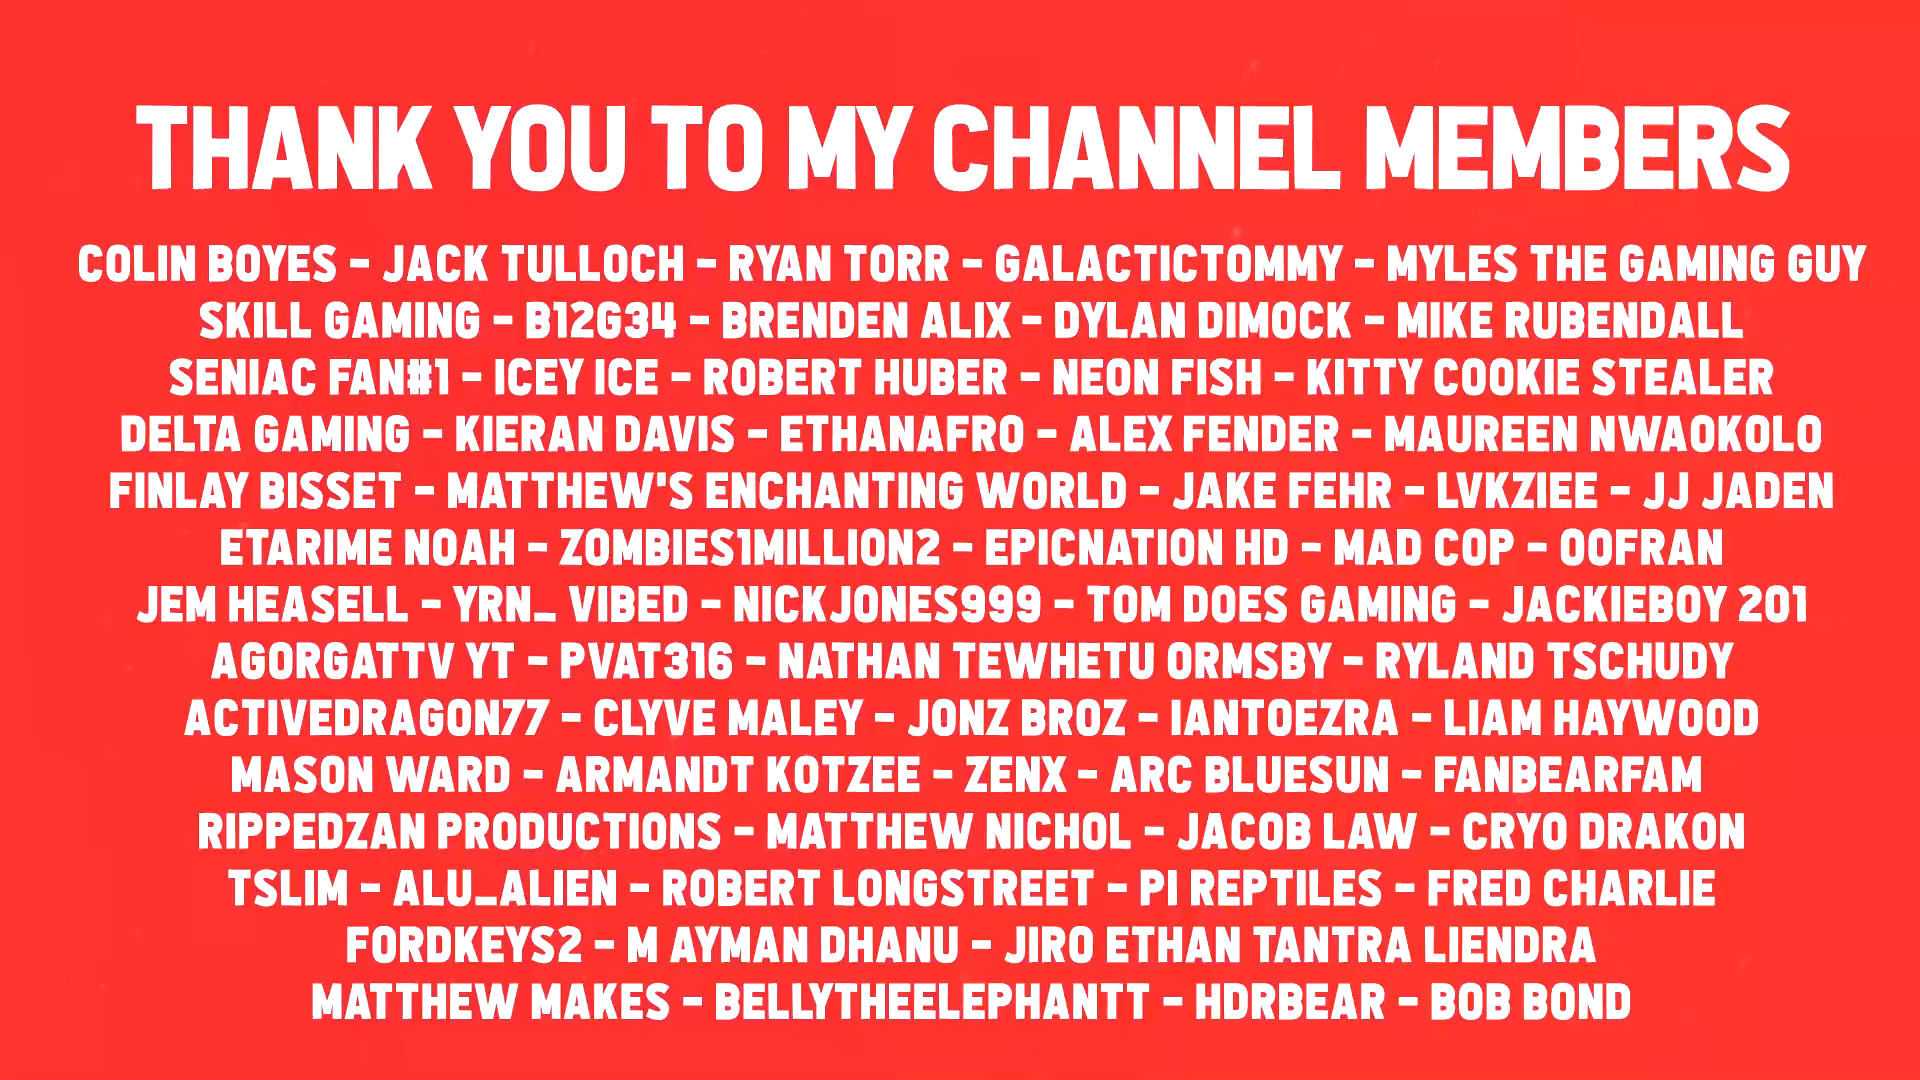 THANK YOU TO MY CHANNEL MEMBERS
COLIN BOYES - JACK TULLOCH - RYAN TORR - GALACTICTOMMY - MYLES THE GAMING GUY
SKILL GAMING - B12G34 - BRENDEN ALIX - DYLAN DIMOCK - MIKE RUBENDALL
SENIAC FAN#1 - ICEY ICE - ROBERT HUBER - NEON FISH - KITTY COOKIE STEALER
DELTA GAMING - KIERAN DAVIS - ETHANAFRO - ALEX FENDER - MAUREEN NWAOKOLO
FINLAY BISSET - MATTHEW'S ENCHANTING WORLD - JAKE FEHR - LVKZIEE - JJ JADEN
ETARIME NOAH - ZOMBIES1MILLION2 - EPICNATION HD - MAD COP - OOFRAN
JEM HEASELL - YRN_ VIBED - NICKJONES999 - TOM DOES GAMING - JACKIEBOY 201
AGORGATTV YT - PVAT316 - NATHAN TEWHETU ORMSBY - RYLAND TSCHUDY
ACTIVEDRAGON77 - CLYVE MALEY - JONZ BROZ - IANTOEZRA - LIAM HAYWOOD
MASON WARD - ARMANDT KOTZEE - ZENX - ARC BLUESUN - FANBEARFAM
RIPPEDZAN PRODUCTIONS - MATTHEW NICHOL - JACOB LAW - CRYO DRAKON
TSLIM - ALU_ALIEN - ROBERT LONGSTREET - PI REPTILES - FRED CHARLIE
FORDKEYS2 - M AYMAN DHANU - JIRO ETHAN TANTRA LIENDRA
MATTHEW MAKES - BELLYTHEELEPHANTT - HDRBEAR - BOB BOND